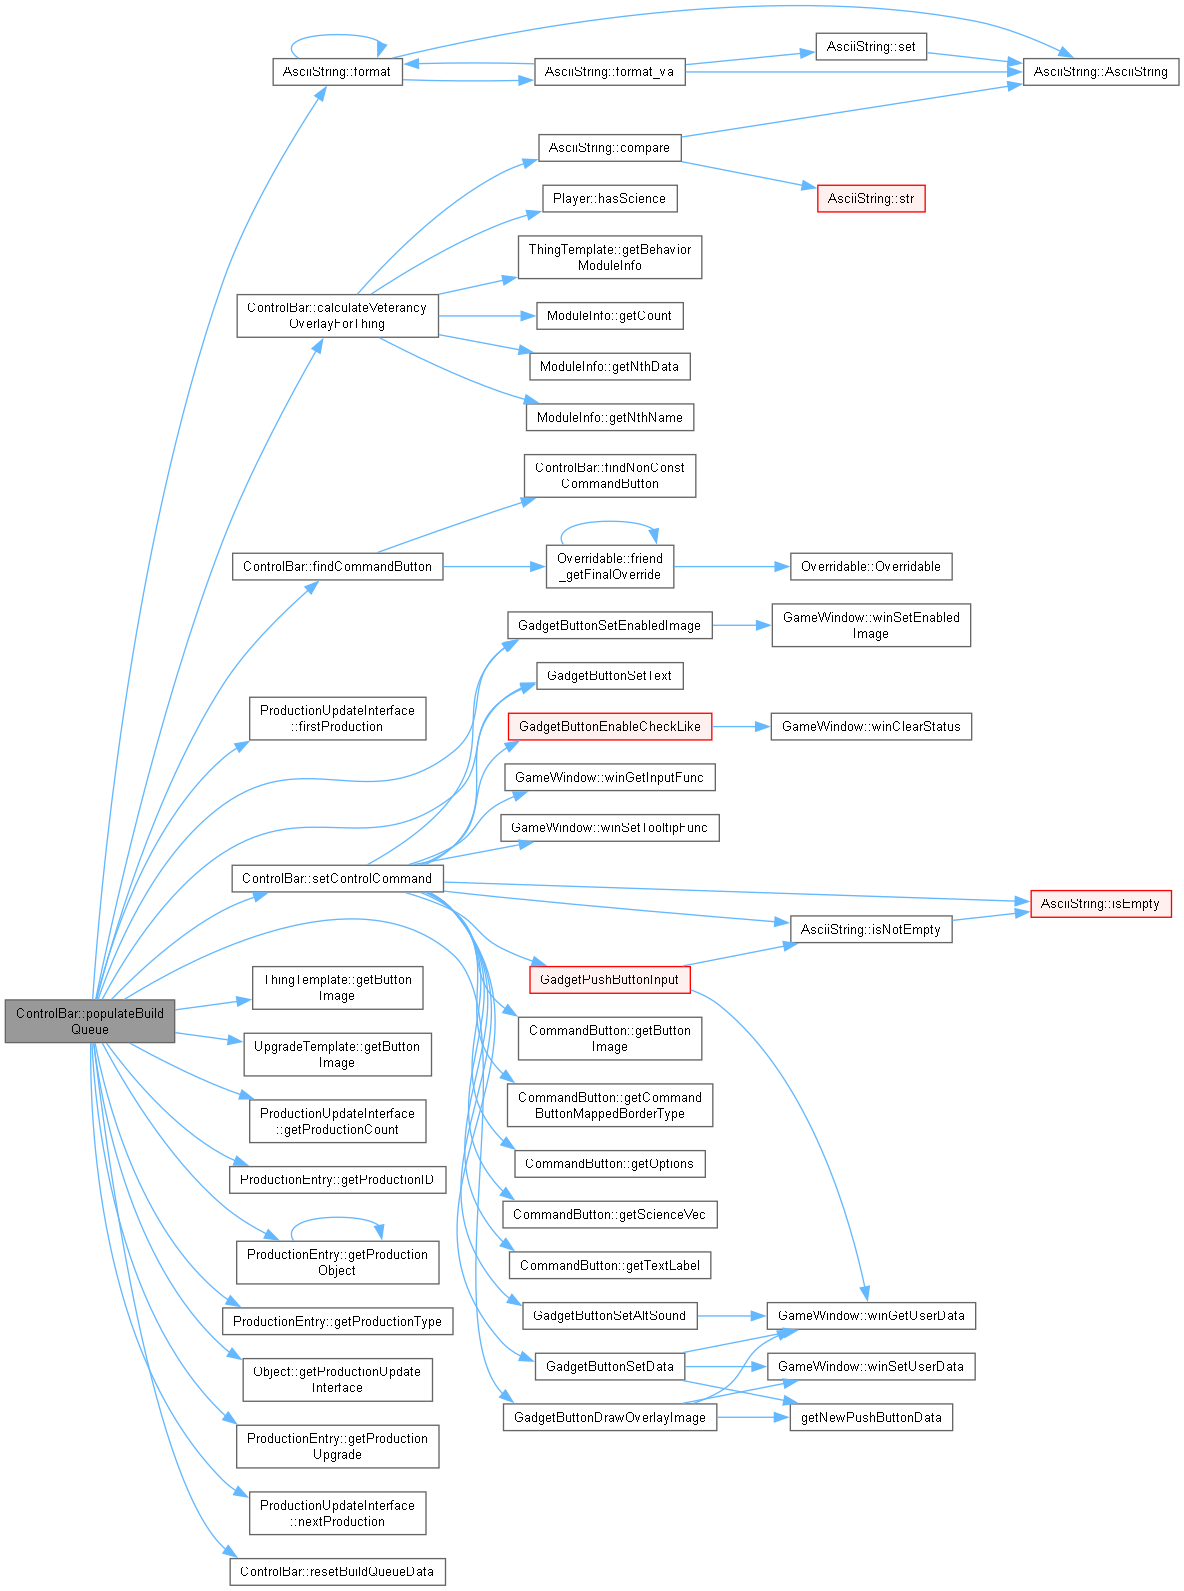 AsciiString::set
AsciiString::format
AsciiString::format_va
AsciiString::AsciiString
AsciiString::compare
Player::hasScience
AsciiString::str
ThingTemplate::getBehavior
ModuleInfo
ControlBar::calculateVeterancy
OverlayForThing
ModuleInfo::getCount
ModuleInfo::getNthData
ModuleInfo::getNthName
ControlBar::findNonConst
CommandButton
ControlBar::findCommandButton
Overridable::friend
_getFinalOverride
Overridable::Overridable
GadgetButtonSetEnabledImage
GameWindow::winSetEnabled
Image
GadgetButtonSetText
ProductionUpdateInterface
::firstProduction
GadgetButtonEnableCheckLike
GameWindow::winClearStatus
GameWindow::winGetInputFunc
GameWindow::winSetTooltipFunc
ControlBar::setControlCommand
AsciiString::isEmpty
AsciiString::isNotEmpty
GadgetPushButtonInput
ThingTemplate::getButton
Image
ControlBar::populateBuild
Queue
CommandButton::getButton
Image
UpgradeTemplate::getButton
Image
CommandButton::getCommand
ButtonMappedBorderType
ProductionUpdateInterface
::getProductionCount
CommandButton::getOptions
ProductionEntry::getProductionID
CommandButton::getScienceVec
ProductionEntry::getProduction
Object
CommandButton::getTextLabel
ProductionEntry::getProductionType
GadgetButtonSetAltSound
GameWindow::winGetUserData
Object::getProductionUpdate
Interface
GadgetButtonSetData
GameWindow::winSetUserData
GadgetButtonDrawOverlayImage
getNewPushButtonData
ProductionEntry::getProduction
Upgrade
ProductionUpdateInterface
::nextProduction
ControlBar::resetBuildQueueData